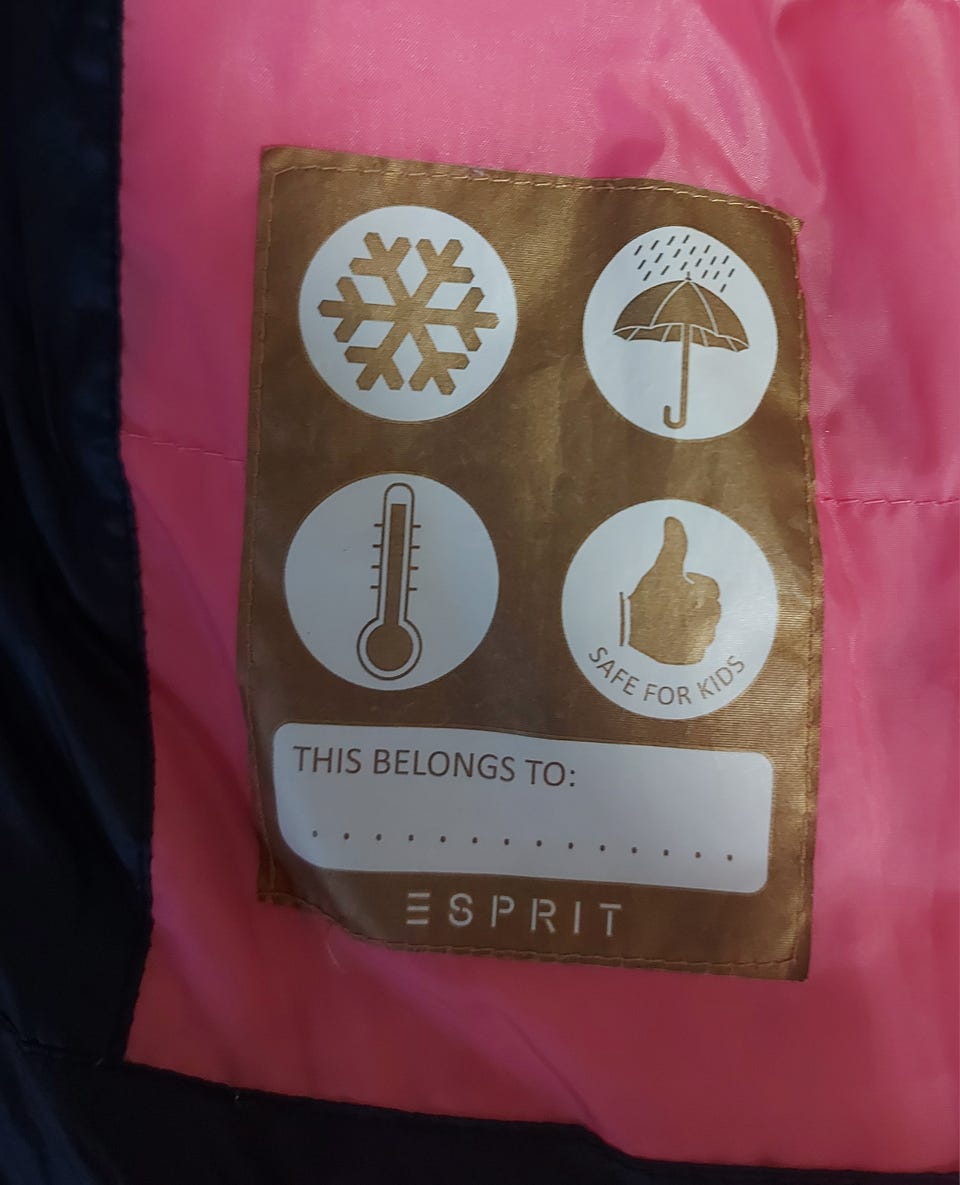 SAFE FOR KIDS
THIS BELONGS TO:
. . . . . . . . . . . . . .
ESPRIT